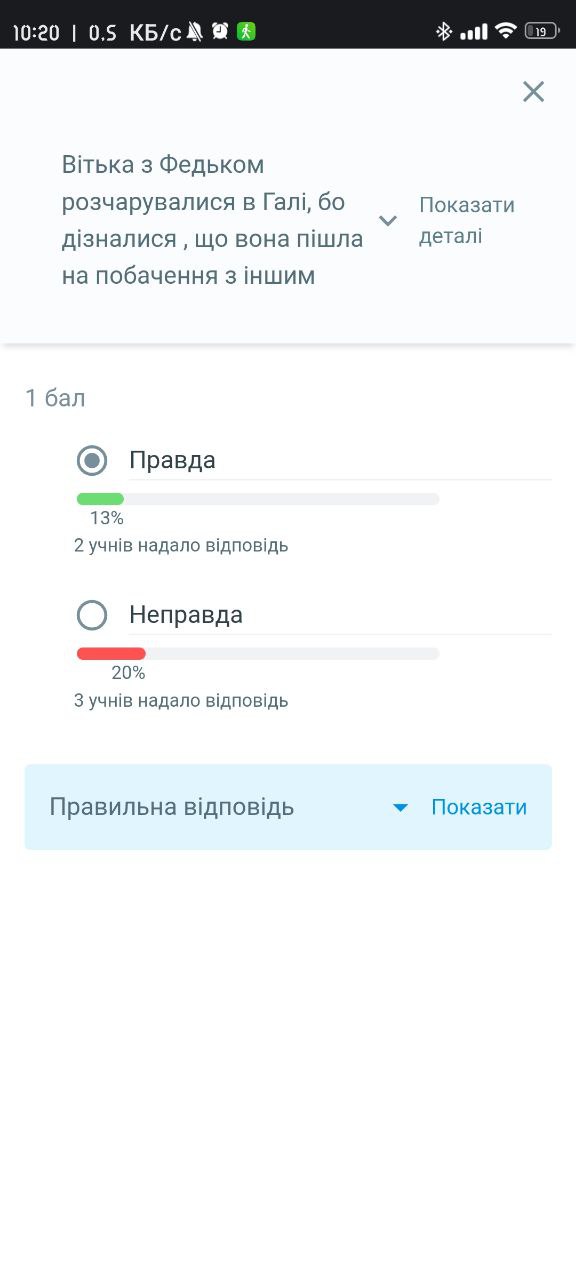 10:20 | 0.5 КБ/с 19
Вітька з Федьком
розчарувалися в Галі, бо
дізналися , що вона пішла
на побачення з іншим
Показати
деталі
1 бал
Правда
13%
2 учнів надало відповідь
Неправда
20%
3 учнів надало відповідь
Правильна відповідь
Показати